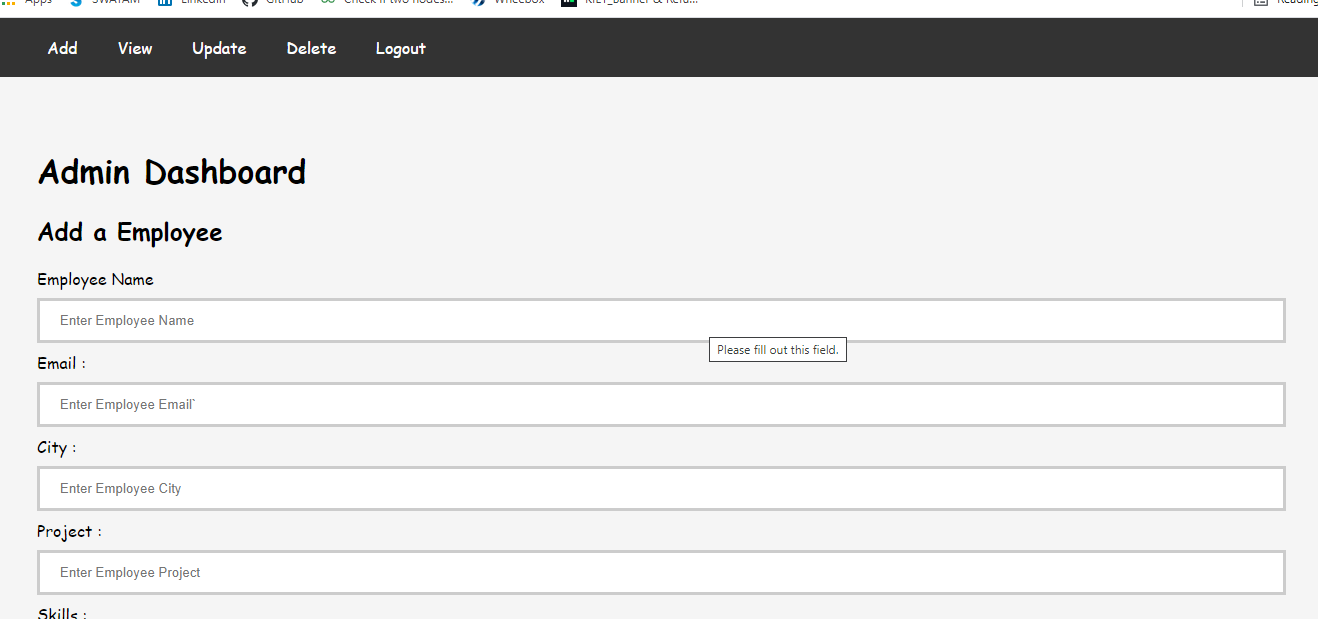 Apps SWAYAM LinkedIn GitHub Check if two nodes... Wheebox KIET_Banner & Refu... Reading
Add View Update Delete Logout
Admin Dashboard
Add a Employee
Employee Name
Enter Employee Name
Please fill out this field.
Email :
Enter Employee Email`
City :
Enter Employee City
Project :
Enter Employee Project
Skills :